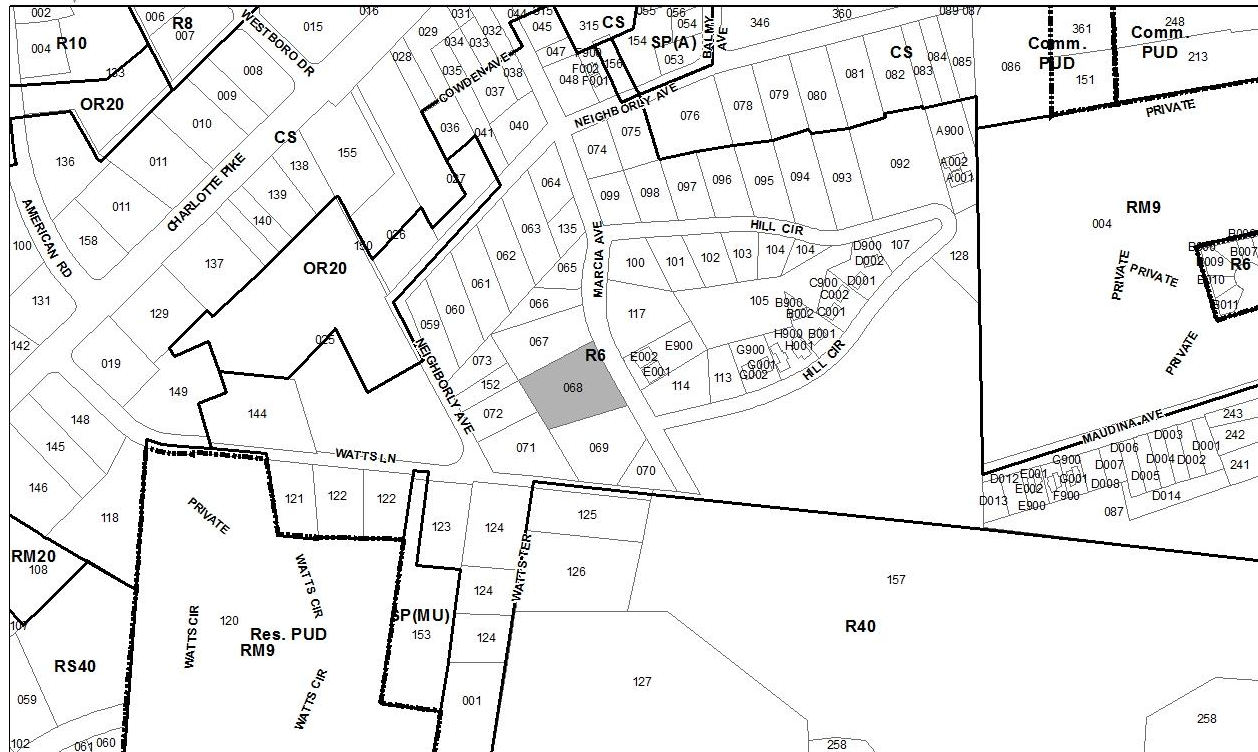 002
R10
004
133
006
R8
007
WESTBORO DR
015
016
008
OR20
009
010
011
136
011
CS
CHARLOTTE PIKE
138
155
139
140
158
137
AMERICAN RD
100
131
142
129
019
149
148
145
146
118
144
025
OR20
026
027
028
029
031
034
033
032
035
COWDEN AVE
038
037
036
041
040
044
045
047
048
F002
F001
315
CS
156
154
055
056
054
053
SP(A)
BALMY AVE
346
360
NEIGHBORLY AVE
076
078
079
080
081
CS
082
083
084
085
086
Comm. PUD
361
151
Comm. PUD
248
213
PRIVATE
074
075
064
063
135
062
061
060
059
065
066
067
073
152
072
071
068
069
070
R6
MARCIA AVE
NEIGHBORLY AVE
WATTS LN
099
098
097
096
095
094
093
092
A900
A002
A001
HILL CIR
100
101
102
103
104
104
D900
D002
107
128
117
105
C900
C002
D001
B900
B002
C001
H900
B001
H001
HILL CIR
E002
E900
E001
114
113
G900
G001
G002
RM9
004
PRIVATE
PRIVATE
PRIVATE
B007
B009
R6
B010
B011
MAUDINA AVE
243
242
241
D006
D003
D001
D004
D002
G900
D007
D005
D012
E001
G001
D008
E002
D013
F900
E900
D014
087
PRIVATE
121
122
122
123
124
124
124
001
WATTS TER
125
126
127
157
R40
258
258
RM20
108
RS40
059
102
061
060
WATTS CIR
WATTS CIR
WATTS CIR
120
Res. PUD
RM9
SP(MU)
153